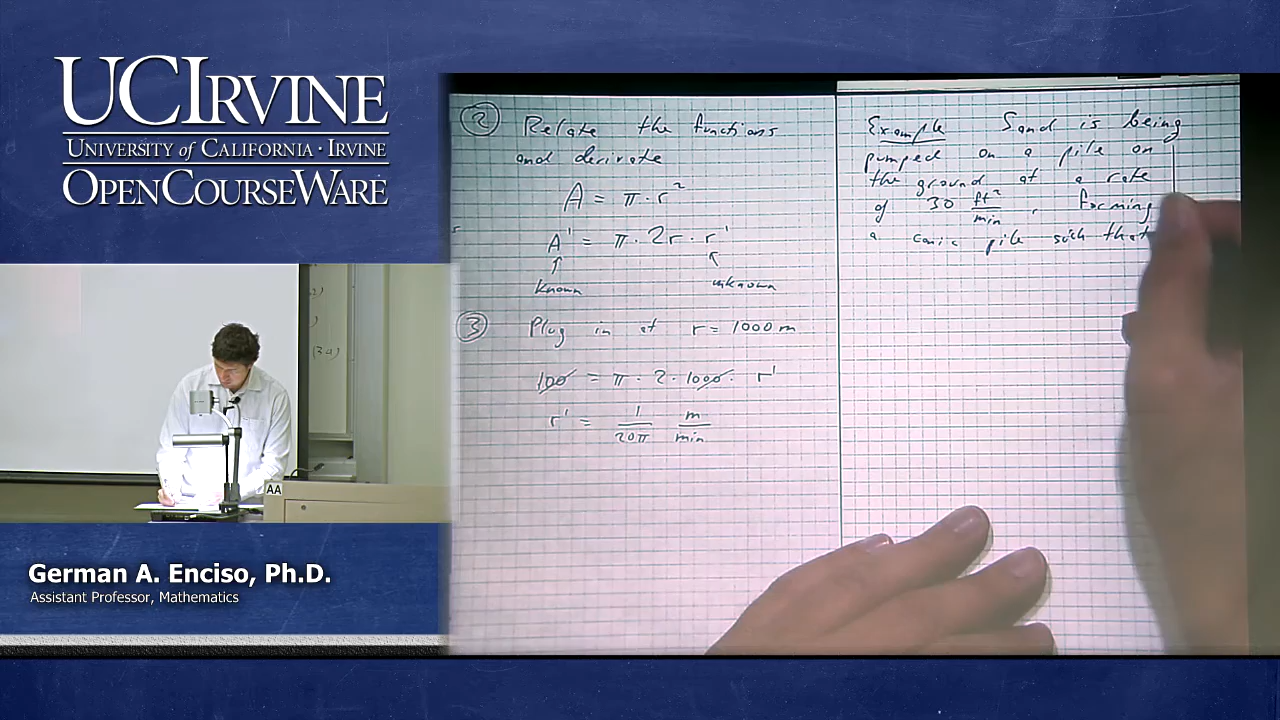 UCIRVINE
UNIVERSITY of CALIFORNIA · IRVINE
OPENCOURSEWARE
(3a)
AA
German A. Enciso, Ph.D.
Assistant Professor, Mathematics
② Relate the functions
and derivate
A = π · r²
A' = π · 2r · r'
↑ ↖
known unknown
③ Plug in at r = 1000 m
100 = π · 2 · 1000 · r'
r' = 1/20π m/min
Example Sand is being
pumped on a pile on
the ground at a rate
of 30 ft²/min, forming
a conic pile such that